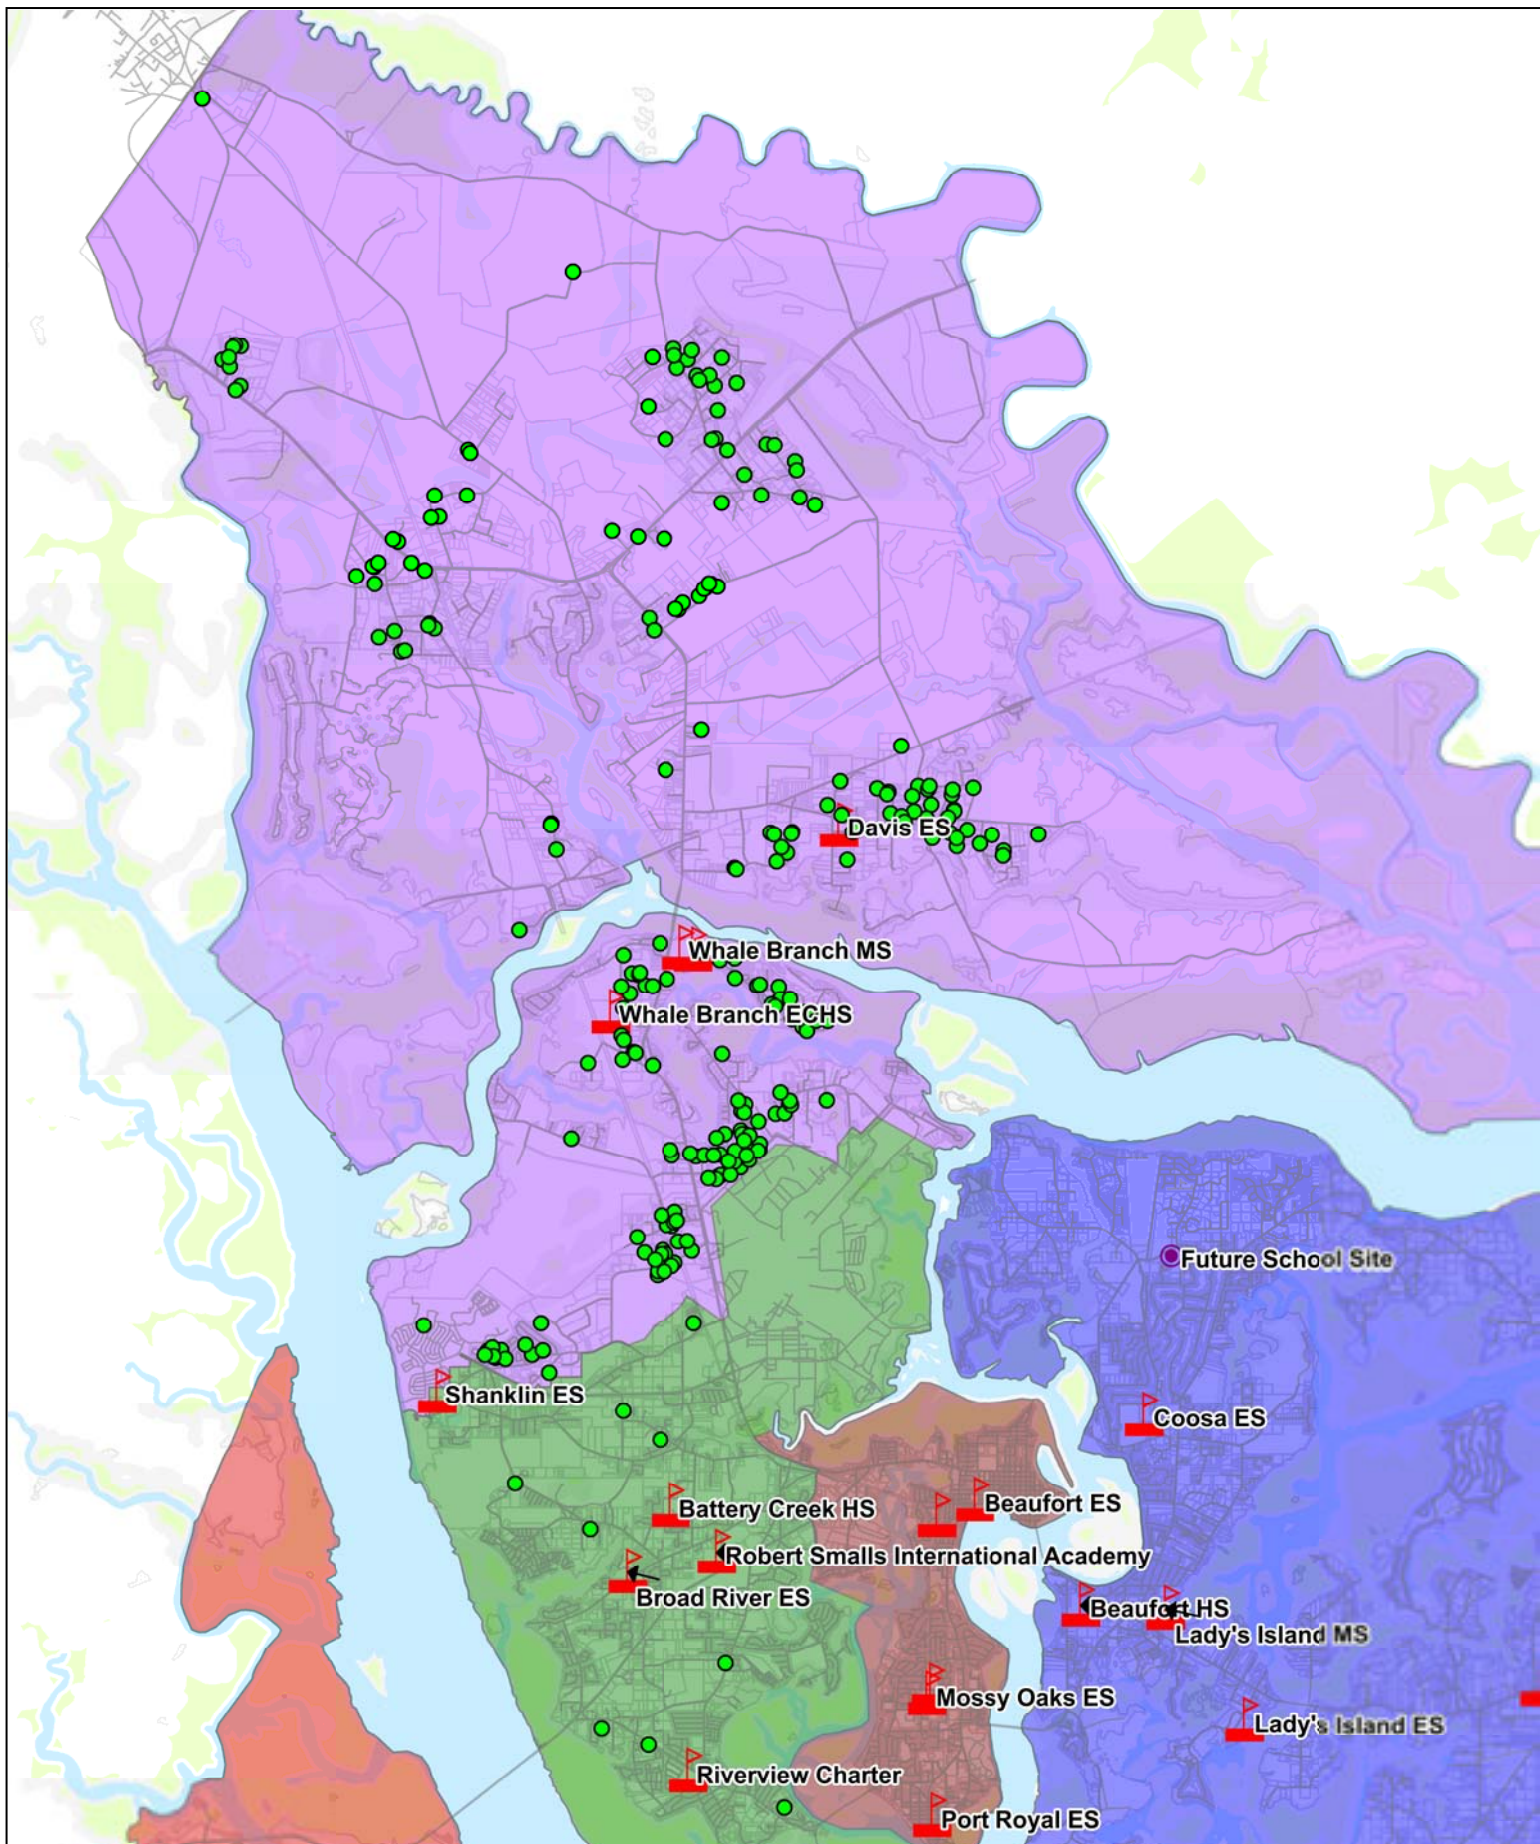 Davis ES
Whale Branch MS
Whale Branch ECHS
Future School Site
Shanklin ES
Coosa ES
Battery Creek HS
Beaufort ES
Robert Smalls International Academy
Broad River ES
Beaufort HS
Lady's Island MS
Mossy Oaks ES
Lady's Island ES
Riverview Charter
Port Royal ES